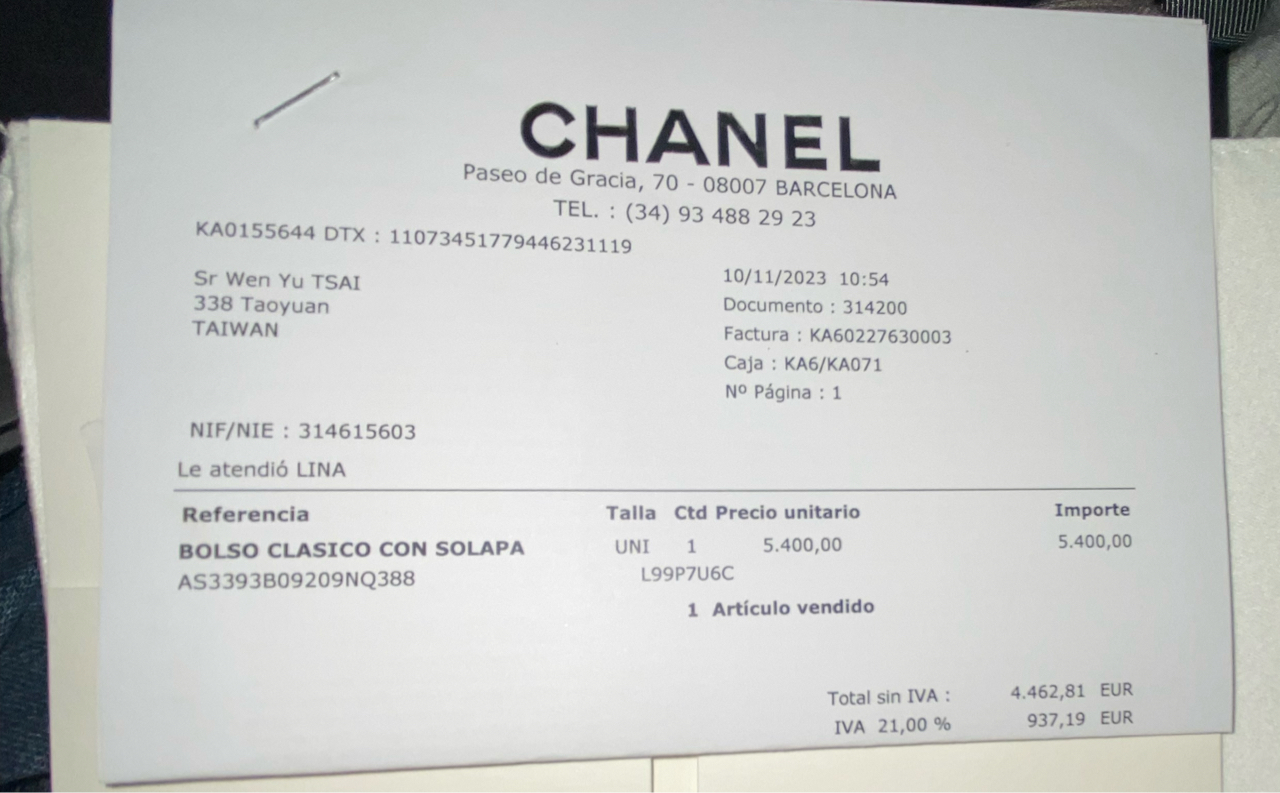 CHANEL
Paseo de Gracia, 70 - 08007 BARCELONA
TEL. : (34) 93 488 29 23
KA0155644 DTX : 11073451779446231119
Sr Wen Yu TSAI
338 Taoyuan
TAIWAN
10/11/2023 10:54
Documento : 314200
Factura : KA60227630003
Caja : KA6/KA071
Nº Página : 1
NIF/NIE : 314615603
Le atendió LINA
Referencia Talla Ctd Precio unitario Importe
BOLSO CLASICO CON SOLAPA UNI 1 5.400,00 5.400,00
AS3393B09209NQ388 L99P7U6C
1 Artículo vendido
Total sin IVA : 4.462,81 EUR
IVA 21,00 % 937,19 EUR